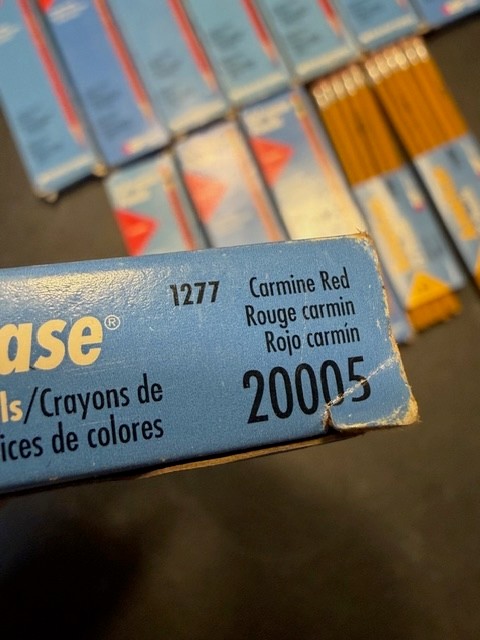 ase®
1277
ls/Crayons de
ices de colores
Carmine Red
Rouge carmin
Rojo carmín
20005